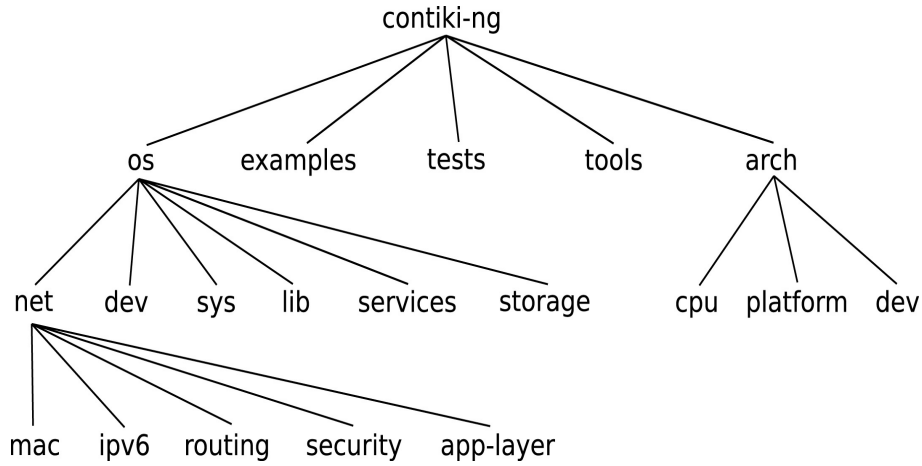 contiki-ng
os examples tests tools arch
net dev sys lib services storage cpu platform dev
mac ipv6 routing security app-layer